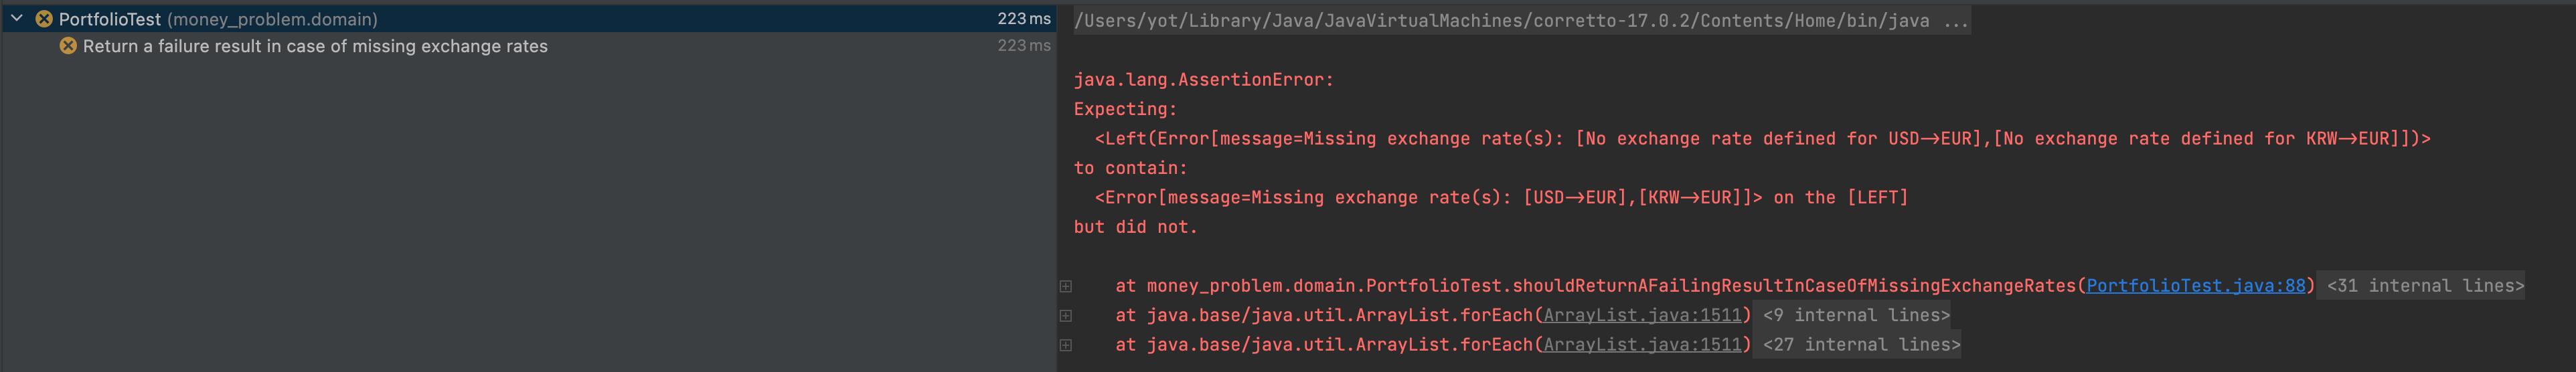 PortfolioTest (money_problem.domain) 223 ms
Return a failure result in case of missing exchange rates 223 ms
/Users/yot/Library/Java/JavaVirtualMachines/corretto-17.0.2/Contents/Home/bin/java ...
java.lang.AssertionError:
Expecting:
<Left(Error[message=Missing exchange rate(s): [No exchange rate defined for USD->EUR],[No exchange rate defined for KRW->EUR]])>
to contain:
<Error[message=Missing exchange rate(s): [USD->EUR],[KRW->EUR]]> on the [LEFT]
but did not.
at money_problem.domain.PortfolioTest.shouldReturnAFailingResultInCaseOfMissingExchangeRates(PortfolioTest.java:88) <31 internal lines>
at java.base/java.util.ArrayList.forEach(ArrayList.java:1511) <9 internal lines>
at java.base/java.util.ArrayList.forEach(ArrayList.java:1511) <27 internal lines>